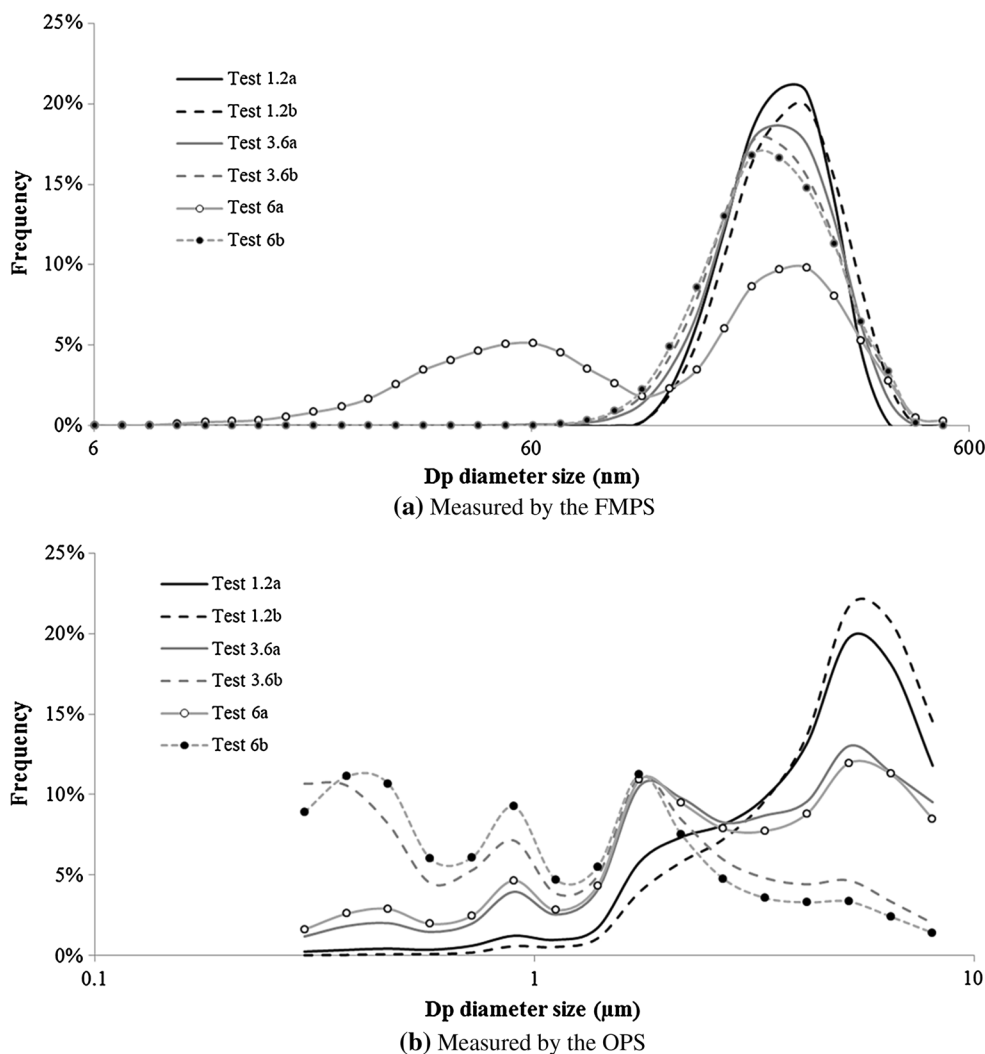 25%
20%
15%
10%
5%
0%
Frequency
Test 1.2a
Test 1.2b
Test 3.6a
Test 3.6b
Test 6a
Test 6b
6
60
600
Dp diameter size (nm)
(a) Measured by the FMPS
25%
20%
15%
10%
5%
0%
Frequency
Test 1.2a
Test 1.2b
Test 3.6a
Test 3.6b
Test 6a
Test 6b
0.1
1
10
Dp diameter size (µm)
(b) Measured by the OPS